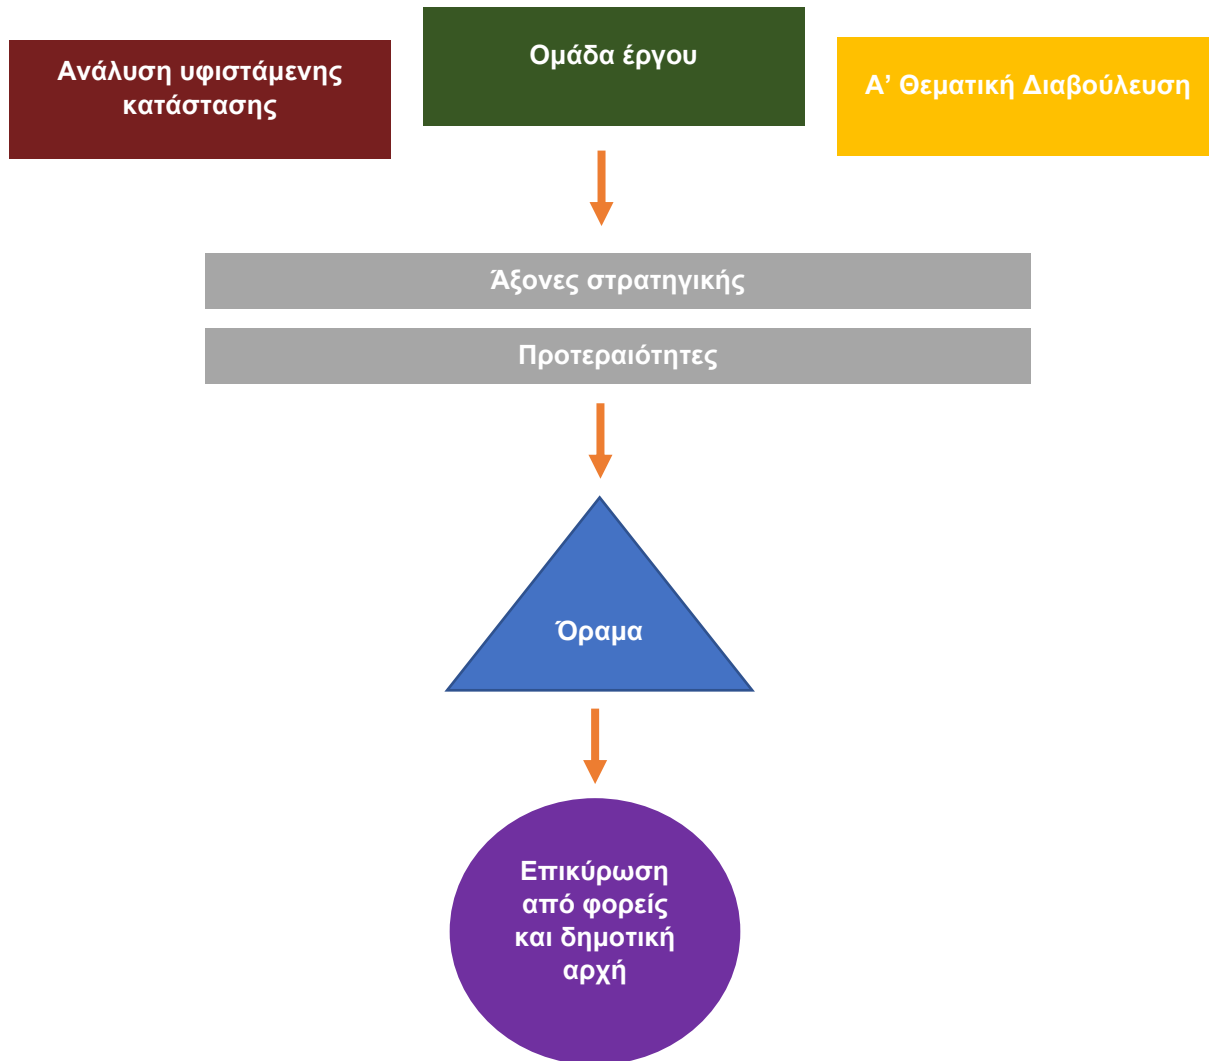 Ανάλυση υφιστάμενης
κατάστασης
Ομάδα έργου
Α’ Θεματική Διαβούλευση
Άξονες στρατηγικής
Προτεραιότητες
Όραμα
Επικύρωση
από φορείς
και δημοτική
αρχή